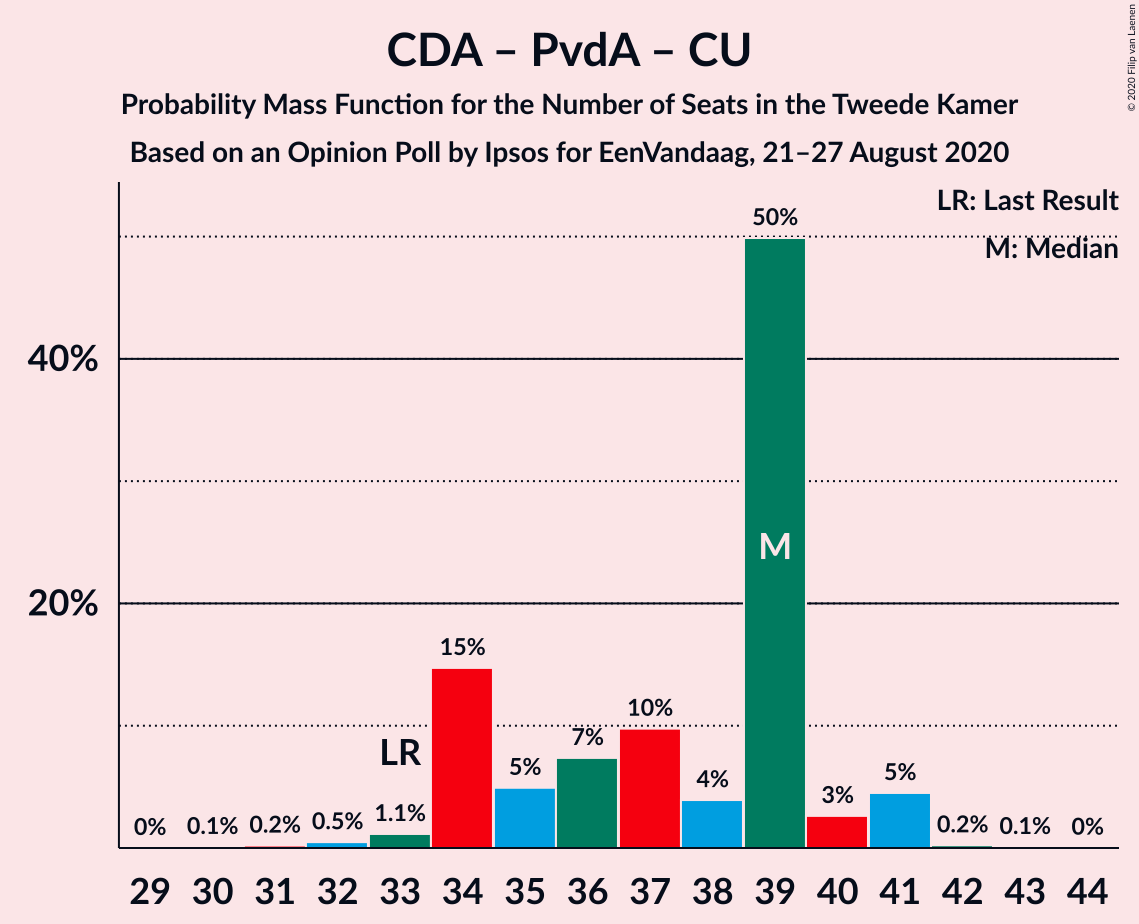 CDA – PvdA – CU
Probability Mass Function for the Number of Seats in the Tweede Kamer
Based on an Opinion Poll by Ipsos for EenVandaag, 21–27 August 2020
© 2020 Filip van Laenen
LR: Last Result
M: Median
50%
40%
M
20%
15%
10%
7%
LR
5%
4%
5%
3%
1.1%
0% 0.1% 0.2% 0.5% 0.2% 0.1% 0%
29 30 31 32 33 34 35 36 37 38 39 40 41 42 43 44